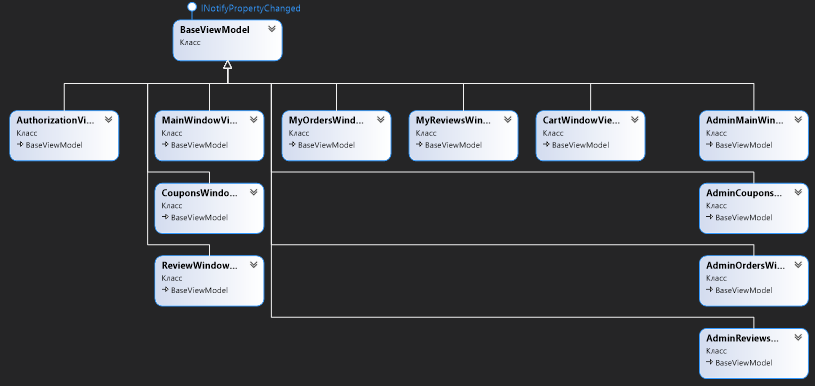 INotifyPropertyChanged
BaseViewModel
Класс
AuthorizationVi...
Класс
BaseViewModel
MainWindowVi...
Класс
BaseViewModel
MyOrdersWind...
Класс
BaseViewModel
MyReviewsWin...
Класс
BaseViewModel
CartWindowVie...
Класс
BaseViewModel
AdminMainWin...
Класс
BaseViewModel
CouponsWindo...
Класс
BaseViewModel
AdminCoupons...
Класс
BaseViewModel
ReviewWindow...
Класс
BaseViewModel
AdminOrdersWi...
Класс
BaseViewModel
AdminReviews...
Класс
BaseViewModel